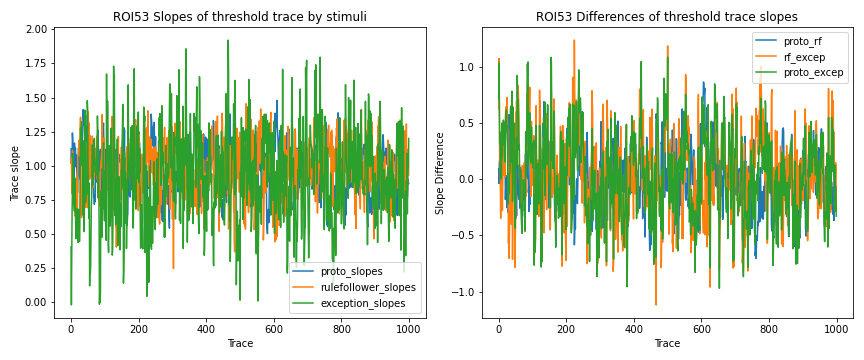 ROI53 Slopes of threshold trace by stimuli
2.00
1.75
1.50
1.25
1.00
0.75
0.50
0.25
0.00
Trace slope
0
200
400
600
800
1000
Trace
proto_slopes
rulefollower_slopes
exception_slopes
ROI53 Differences of threshold trace slopes
1.0
0.5
0.0
−0.5
−1.0
Slope Difference
0
200
400
600
800
1000
Trace
proto_rf
rf_excep
proto_excep